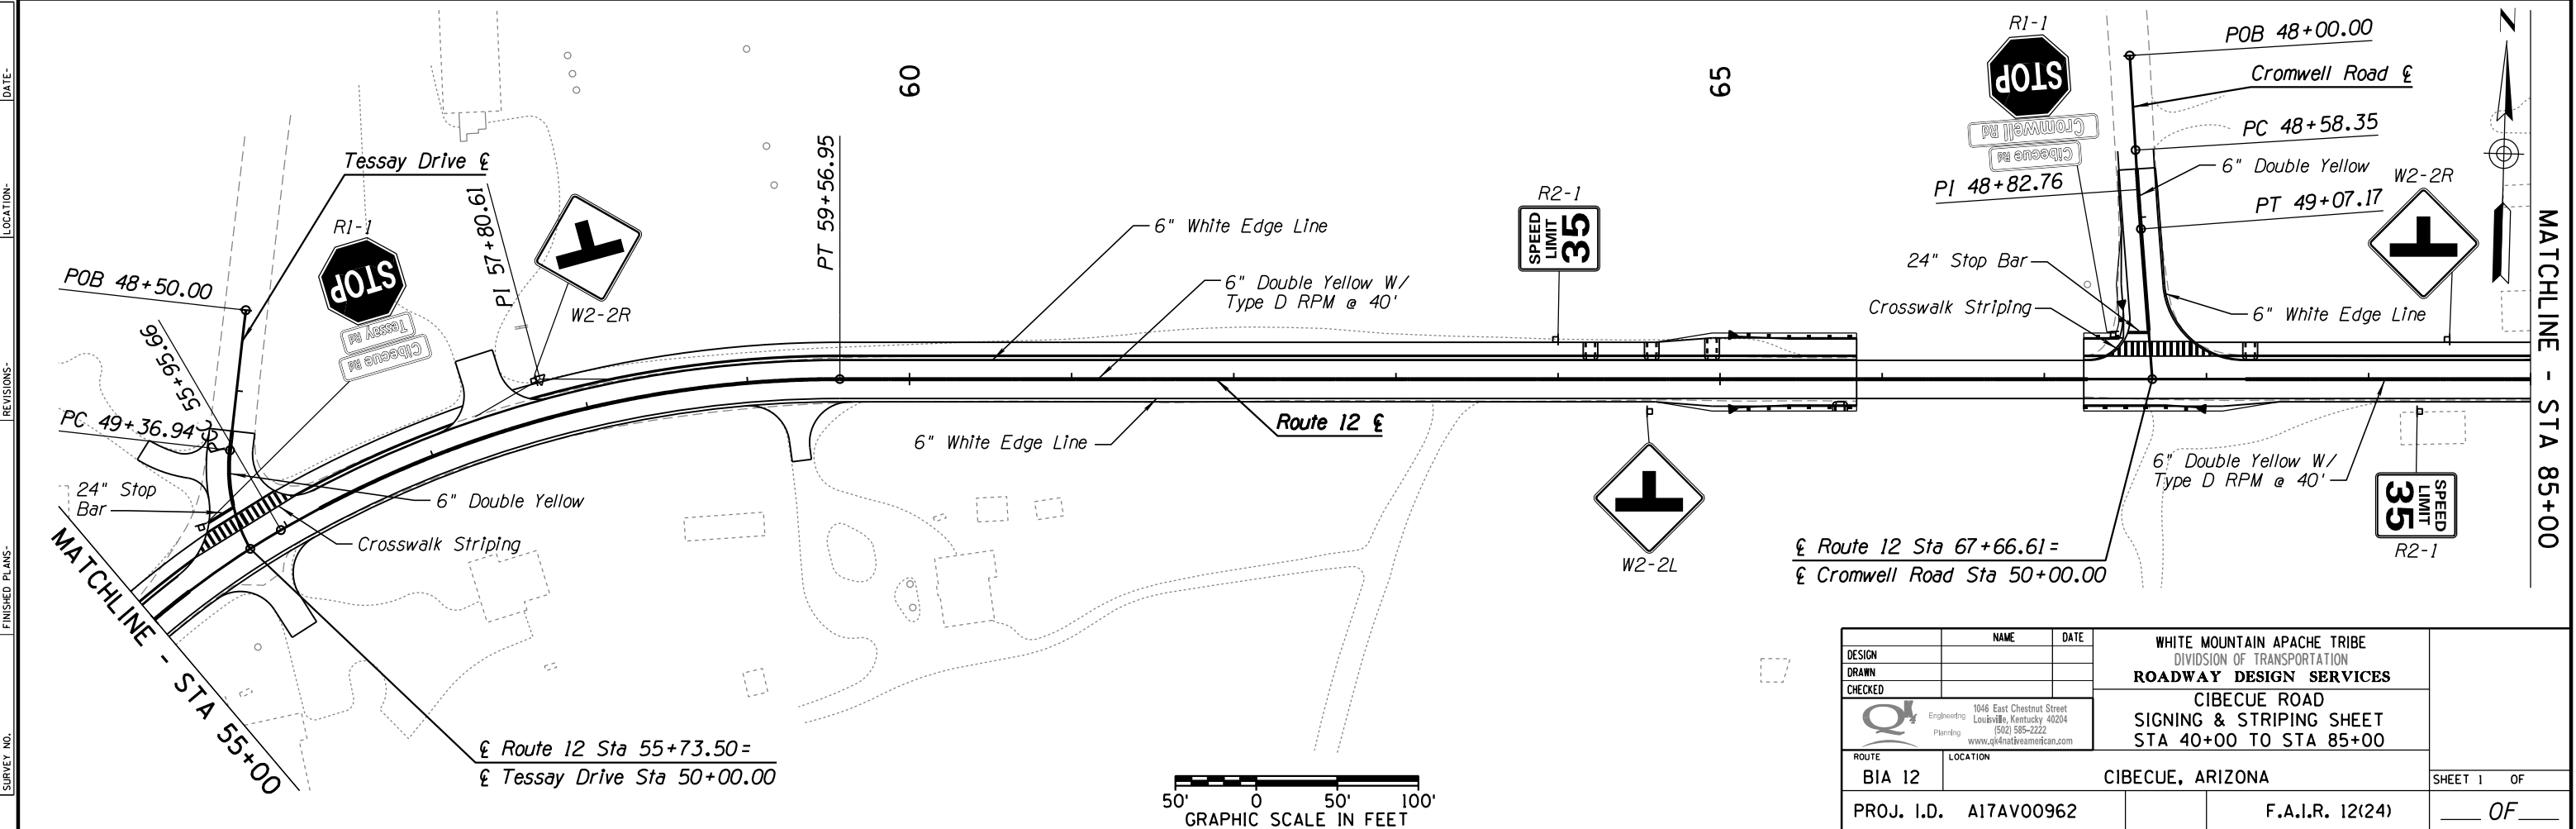 SURVEY NO.
FINISHED PLANS-
REVISIONS-
LOCATION-
DATE-
Tessay Drive ℄
R1-1
STOP
Tessay Rd
Cibecue Rd
POB 48+50.00
55+95.66
PCC
PC 49+36.94
24" Stop
Bar
MATCHLINE - STA 55+00
6" Double Yellow
Crosswalk Striping
℄ Route 12 Sta 55+73.50=
℄ Tessay Drive Sta 50+00.00
PI 57+80.61
W2-2R
PT 59+56.95
60
6" White Edge Line
6" Double Yellow W/
Type D RPM @ 40'
6" White Edge Line
Route 12 ℄
R2-1
SPEED
LIMIT
35
65
W2-2L
R1-1
STOP
Cromwell Rd
Cibecue Rd
POB 48+00.00
Cromwell Road ℄
PC 48+58.35
6" Double Yellow
PI 48+82.76
PT 49+07.17
W2-2R
24" Stop Bar
Crosswalk Striping
6" White Edge Line
6" Double Yellow W/
Type D RPM @ 40'
℄ Route 12 Sta 67+66.61=
℄ Cromwell Road Sta 50+00.00
SPEED
LIMIT
35
R2-1
N
MATCHLINE - STA 85+00
50' 0 50' 100'
GRAPHIC SCALE IN FEET
NAME DATE
DESIGN
DRAWN
CHECKED
WHITE MOUNTAIN APACHE TRIBE
DIVIDSION OF TRANSPORTATION
ROADWAY DESIGN SERVICES
Qk4
Engineering
Planning
1046 East Chestnut Street
Louisville, Kentucky 40204
(502) 585-2222
www.qk4nativeamerican.com
CIBECUE ROAD
SIGNING & STRIPING SHEET
STA 40+00 TO STA 85+00
ROUTE
BIA 12
LOCATION
CIBECUE, ARIZONA
SHEET 1 OF
PROJ. I.D. A17AV00962
F.A.I.R. 12(24)
OF